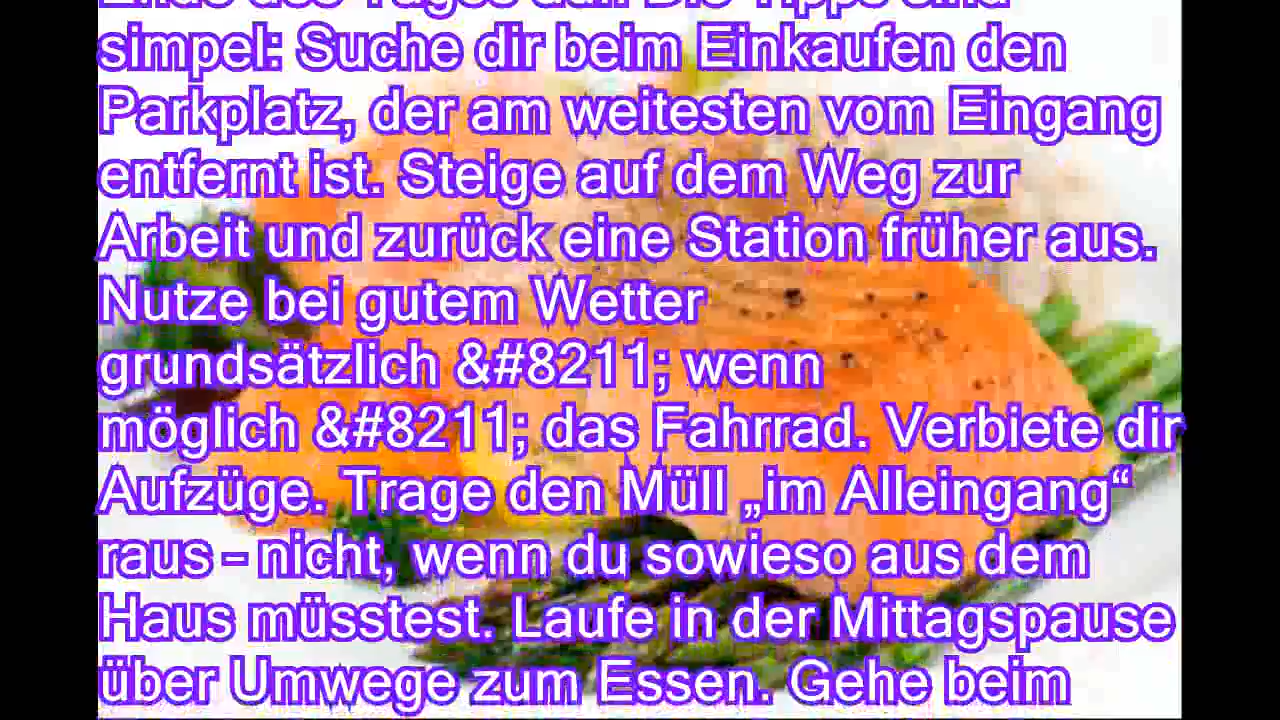 simpel: Suche dir beim Einkaufen den
Parkplatz, der am weitesten vom Eingang
entfernt ist. Steige auf dem Weg zur
Arbeit und zurück eine Station früher aus.
Nutze bei gutem Wetter
grundsätzlich &#8211; wenn
möglich &#8211; das Fahrrad. Verbiete dir
Aufzüge. Trage den Müll „im Alleingang“
raus – nicht, wenn du sowieso aus dem
Haus müsstest. Laufe in der Mittagspause
über Umwege zum Essen. Gehe beim